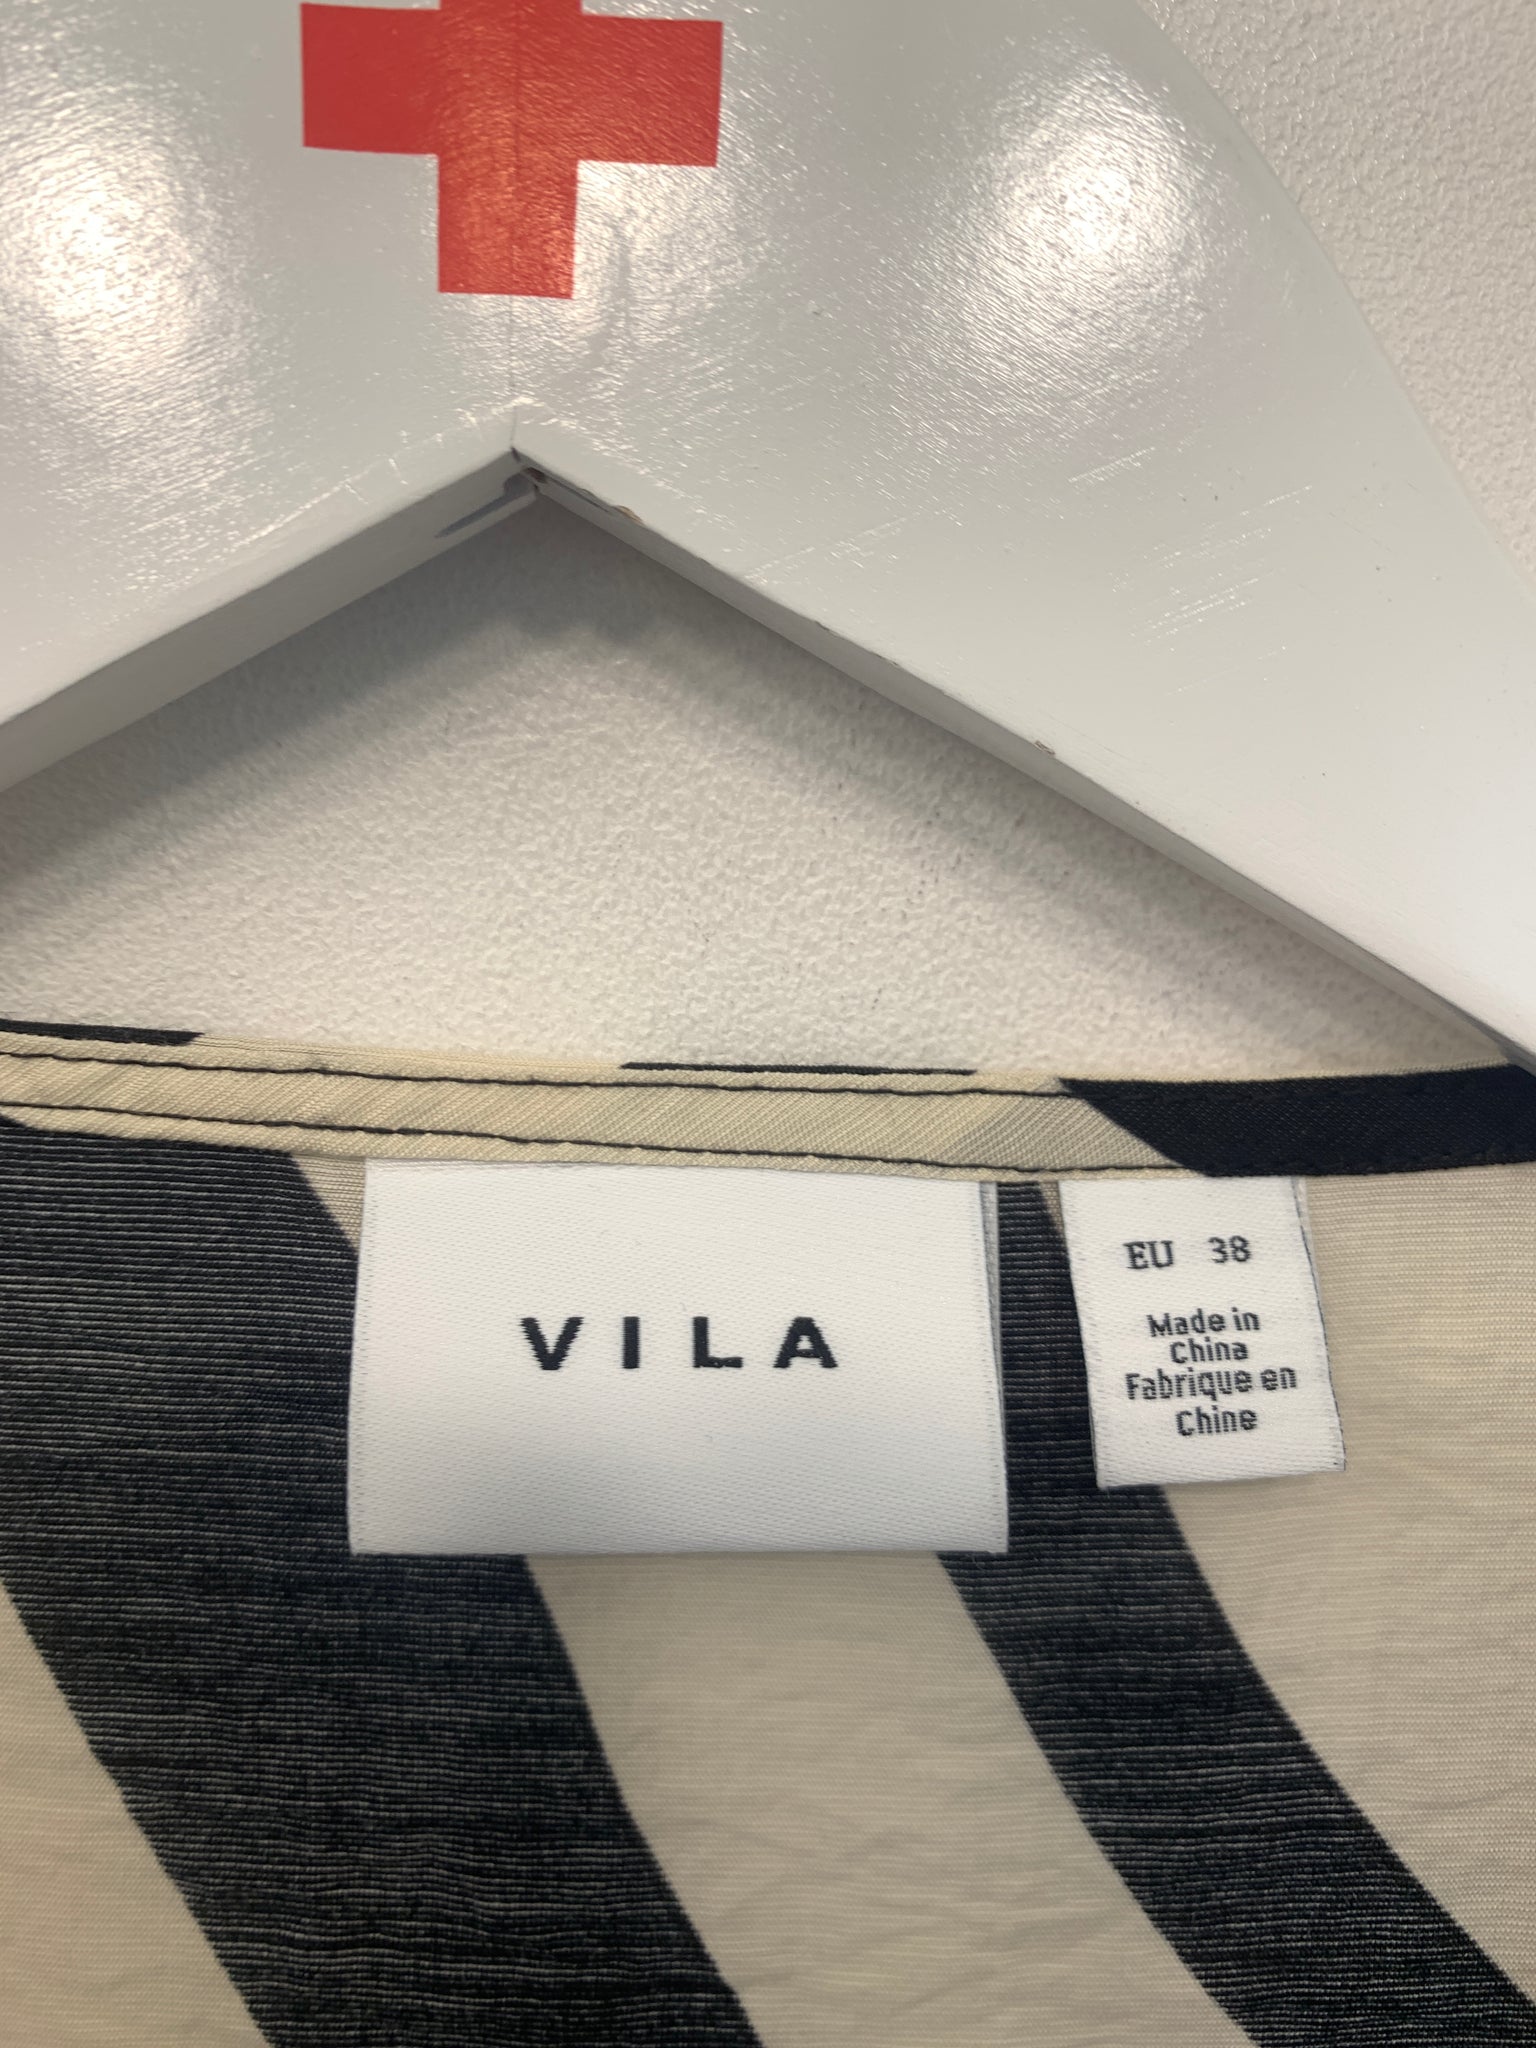 VILA
EU 38
Made in
China
Fabrique en
Chine